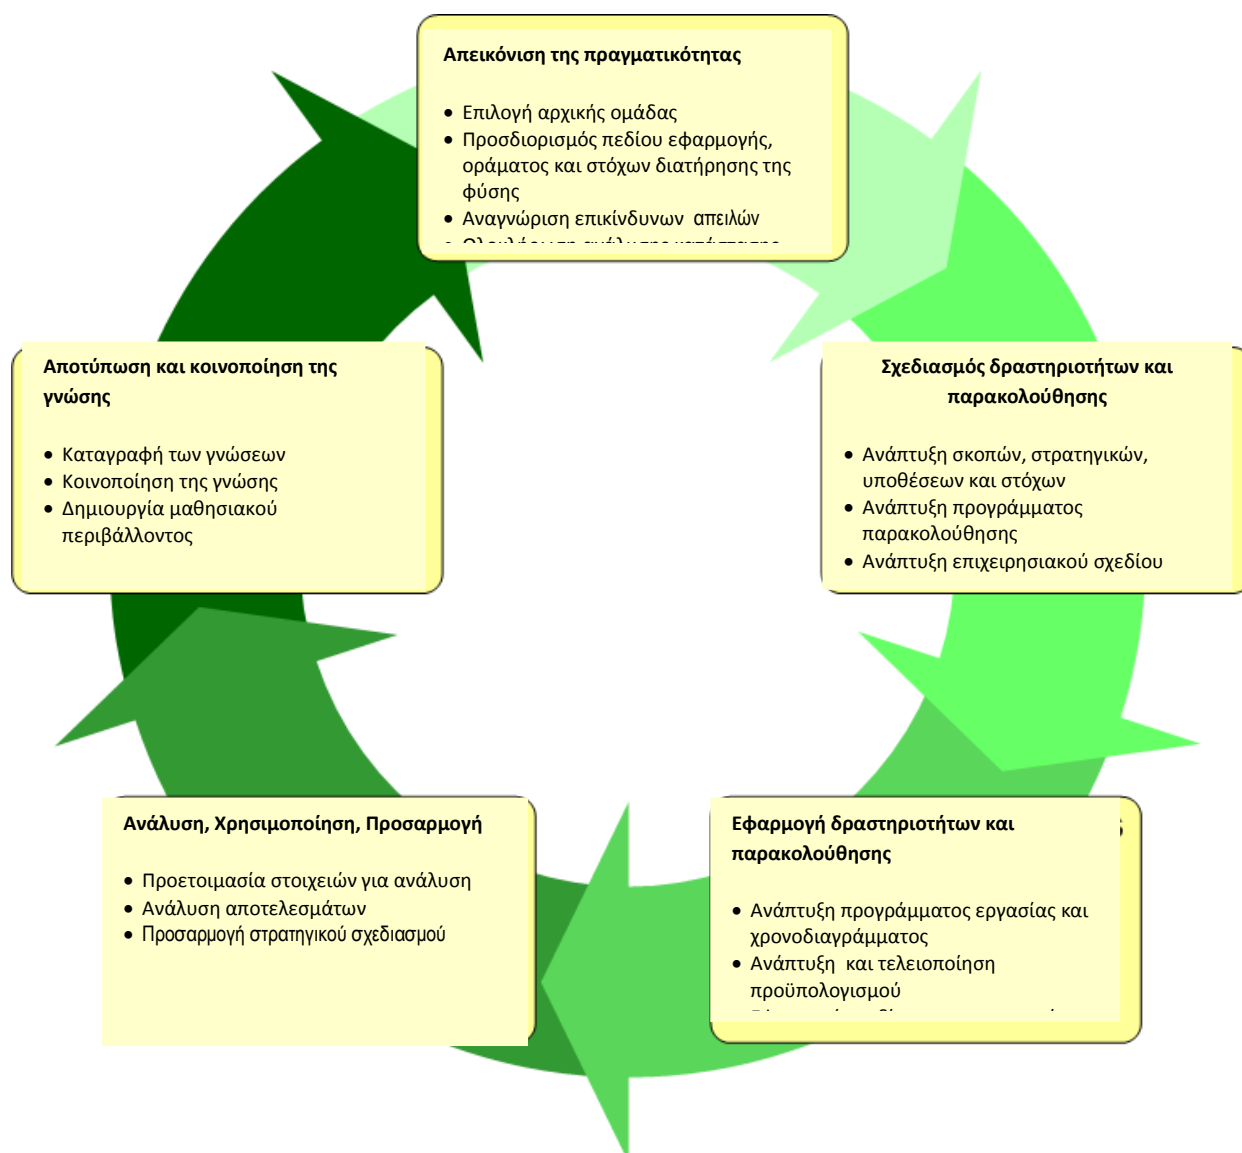 Απεικόνιση της πραγματικότητας
• Επιλογή αρχικής ομάδας
• Προσδιορισμός πεδίου εφαρμογής,
οράματος και στόχων διατήρησης της
φύσης
• Αναγνώριση επικίνδυνων απειλών
Σχεδιασμός δραστηριοτήτων και
παρακολούθησης
• Ανάπτυξη σκοπών, στρατηγικών,
υποθέσεων και στόχων
• Ανάπτυξη προγράμματος
παρακολούθησης
• Ανάπτυξη επιχειρησιακού σχεδίου
Εφαρμογή δραστηριοτήτων και
παρακολούθησης
• Ανάπτυξη προγράμματος εργασίας και
χρονοδιαγράμματος
• Ανάπτυξη και τελειοποίηση
προϋπολογισμού
Ανάλυση, Χρησιμοποίηση, Προσαρμογή
• Προετοιμασία στοιχειών για ανάλυση
• Ανάλυση αποτελεσμάτων
• Προσαρμογή στρατηγικού σχεδιασμού
Αποτύπωση και κοινοποίηση της
γνώσης
• Καταγραφή των γνώσεων
• Κοινοποίηση της γνώσης
• Δημιουργία μαθησιακού
περιβάλλοντος